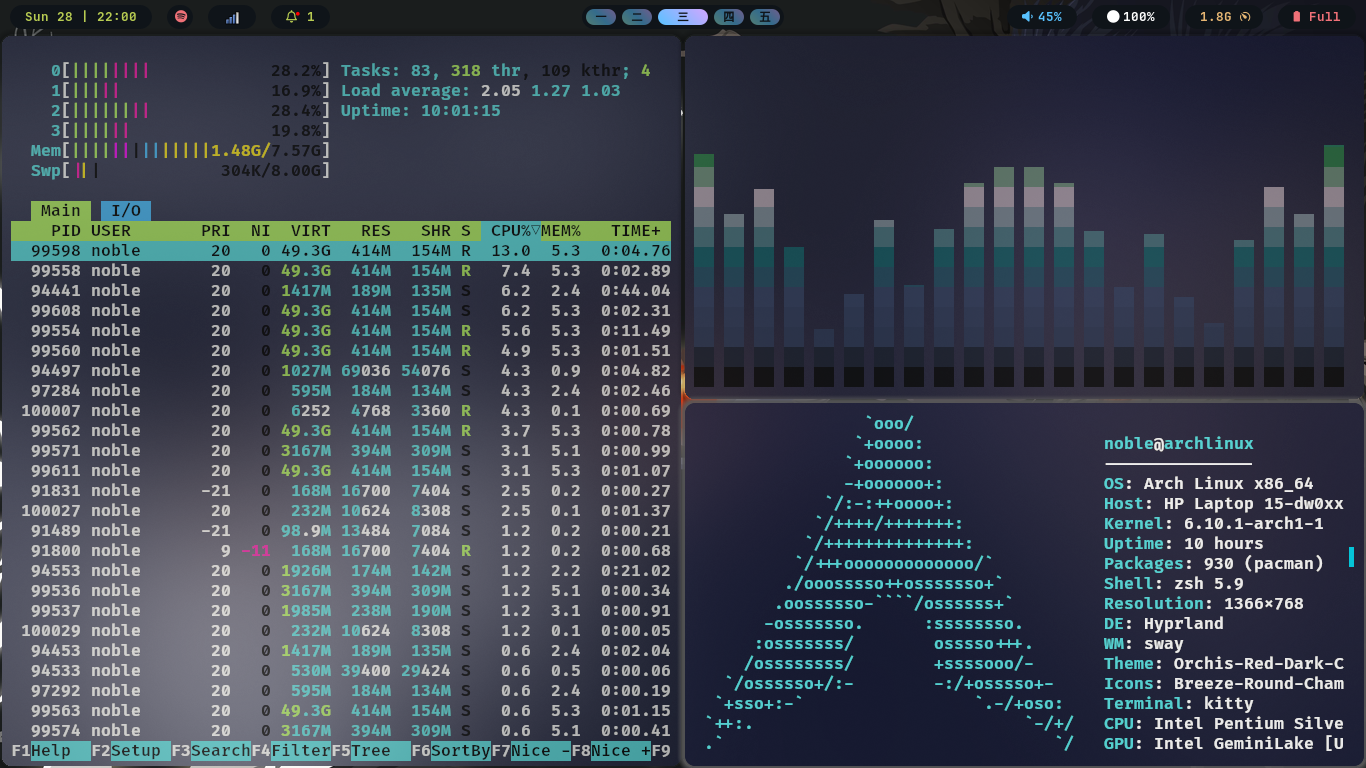 Sun 28 | 22:00
1
一 二 三 四 五
45%
100%
1.86
Full
0[|||||||| 28.2%]
1[||||| 16.9%]
2[|||||||| 28.4%]
3[|||||| 19.8%]
Mem[||||||||||||||1.48G/7.57G]
Swp[||| 304K/8.00G]
Tasks: 83, 318 thr, 109 kthr; 4
Load average: 2.05 1.27 1.03
Uptime: 10:01:15
Main I/O
PID USER PRI NI VIRT RES SHR S CPU%▽MEM% TIME+
99598 noble 20 0 49.3G 414M 154M R 13.0 5.3 0:04.76
99558 noble 20 0 49.3G 414M 154M R 7.4 5.3 0:02.89
94441 noble 20 0 1417M 189M 135M S 6.2 2.4 0:44.04
99608 noble 20 0 49.3G 414M 154M S 6.2 5.3 0:02.31
99554 noble 20 0 49.3G 414M 154M R 5.6 5.3 0:11.49
99560 noble 20 0 49.3G 414M 154M R 4.9 5.3 0:01.51
94497 noble 20 0 1027M 69036 54076 S 4.3 0.9 0:04.82
97284 noble 20 0 595M 184M 134M S 4.3 2.4 0:02.46
100007 noble 20 0 6252 4768 3360 R 4.3 0.1 0:00.69
99562 noble 20 0 49.3G 414M 154M R 3.7 5.3 0:00.78
99571 noble 20 0 3167M 394M 309M S 3.1 5.1 0:00.99
99611 noble 20 0 49.3G 414M 154M S 3.1 5.3 0:01.07
91831 noble -21 0 168M 16700 7404 S 2.5 0.2 0:00.27
100027 noble 20 0 232M 10624 8308 S 2.5 0.1 0:01.37
91489 noble -21 0 98.9M 13484 7084 S 1.2 0.2 0:00.21
91800 noble 9 -11 168M 16700 7404 R 1.2 0.2 0:00.68
94553 noble 20 0 1926M 174M 142M S 1.2 2.2 0:21.02
99536 noble 20 0 3167M 394M 309M S 1.2 5.1 0:00.34
99537 noble 20 0 1985M 238M 190M S 1.2 3.1 0:00.91
100029 noble 20 0 232M 10624 8308 S 1.2 0.1 0:00.05
94453 noble 20 0 1417M 189M 135M S 0.6 2.4 0:02.04
94533 noble 20 0 530M 39400 29424 S 0.6 0.5 0:00.06
97292 noble 20 0 595M 184M 134M S 0.6 2.4 0:00.19
99563 noble 20 0 49.3G 414M 154M S 0.6 5.3 0:01.15
99574 noble 20 0 3167M 394M 309M S 0.6 5.1 0:00.41
F1Help F2Setup F3SearchF4FilterF5Tree F6SortByF7Nice -F8Nice +F9
`ooo/
`+oooo:
`+oooooo:
-+oooooo+:
`/:-:++oooo+:
`/++++/+++++++:
`/++++++++++++++:
`/+++ooooooooooooo/`
./ooosssso++osssssso+`
.oossssso-````/ossssss+`
-osssssso. :ssssssso.
:osssssss/ osssso+++.
/ossssssss/ +ssssooo/-
`/ossssso+/:- -:/+osssso+-
`+sso+:-` `.-/+oso:
`++:. `-/+/
.` `/
noble@archlinux
OS: Arch Linux x86_64
Host: HP Laptop 15-dw0xx
Kernel: 6.10.1-arch1-1
Uptime: 10 hours
Packages: 930 (pacman)
Shell: zsh 5.9
Resolution: 1366×768
DE: Hyprland
WM: sway
Theme: Orchis-Red-Dark-C
Icons: Breeze-Round-Cham
Terminal: kitty
CPU: Intel Pentium Silve
GPU: Intel GeminiLake [U